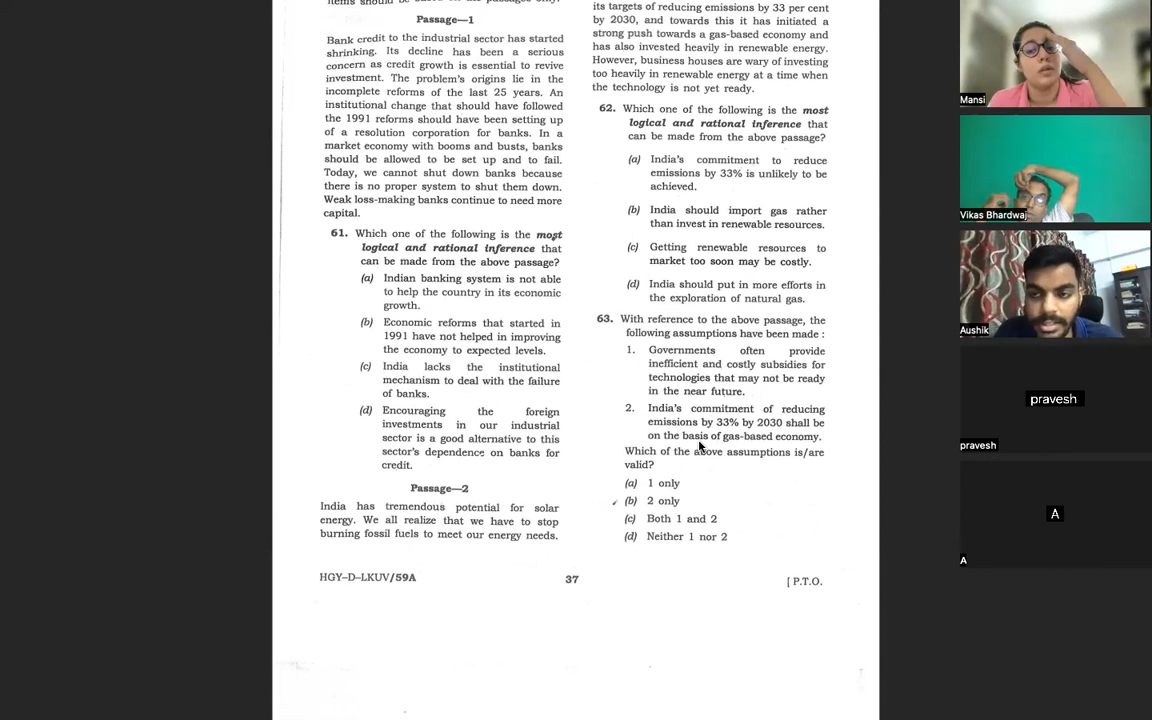 items should be based on the passages only.
Passage—1
Bank credit to the industrial sector has started
shrinking. Its decline has been a serious
concern as credit growth is essential to revive
investment. The problem's origins lie in the
incomplete reforms of the last 25 years. An
institutional change that should have followed
the 1991 reforms should have been setting up
of a resolution corporation for banks. In a
market economy with booms and busts, banks
should be allowed to be set up and to fail.
Today, we cannot shut down banks because
there is no proper system to shut them down.
Weak loss-making banks continue to need more
capital.
61. Which one of the following is the most
logical and rational inference that
can be made from the above passage?
(a) Indian banking system is not able
to help the country in its economic
growth.
(b) Economic reforms that started in
1991 have not helped in improving
the economy to expected levels.
(c) India lacks the institutional
mechanism to deal with the failure
of banks.
(d) Encouraging the foreign
investments in our industrial
sector is a good alternative to this
sector's dependence on banks for
credit.
Passage—2
India has tremendous potential for solar
energy. We all realize that we have to stop
burning fossil fuels to meet our energy needs.
its targets of reducing emissions by 33 per cent
by 2030, and towards this it has initiated a
strong push towards a gas-based economy and
has also invested heavily in renewable energy.
However, business houses are wary of investing
too heavily in renewable energy at a time when
the technology is not yet ready.
62. Which one of the following is the most
logical and rational inference that
can be made from the above passage?
(a) India's commitment to reduce
emissions by 33% is unlikely to be
achieved.
(b) India should import gas rather
than invest in renewable resources.
(c) Getting renewable resources to
market too soon may be costly.
(d) India should put in more efforts in
the exploration of natural gas.
63. With reference to the above passage, the
following assumptions have been made :
1. Governments often provide
inefficient and costly subsidies for
technologies that may not be ready
in the near future.
2. India's commitment of reducing
emissions by 33% by 2030 shall be
on the basis of gas-based economy.
Which of the above assumptions is/are
valid?
(a) 1 only
(b) 2 only
(c) Both 1 and 2
(d) Neither 1 nor 2
HGY–D–LKUV/59A
37
[ P.T.O.
Mansi
Vikas Bhardwaj
Aushik
pravesh
pravesh
A
A